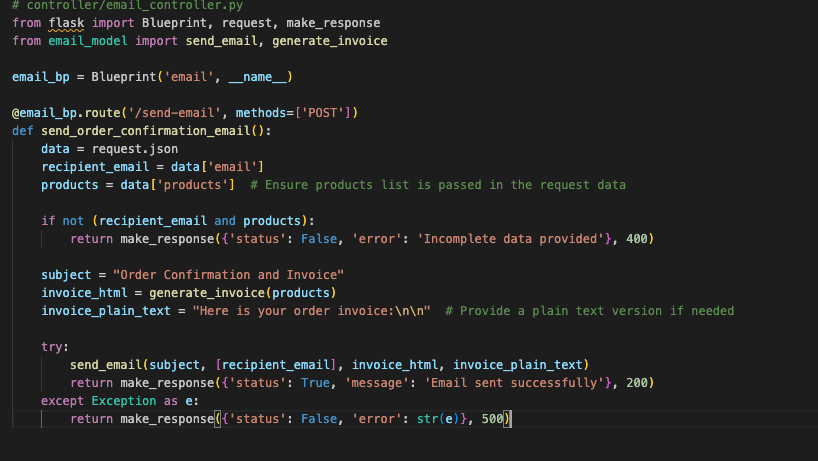 # controller/email_controller.py
from flask import Blueprint, request, make_response
from email_model import send_email, generate_invoice

email_bp = Blueprint('email', __name__)

@email_bp.route('/send-email', methods=['POST'])
def send_order_confirmation_email():
    data = request.json
    recipient_email = data['email']
    products = data['products']  # Ensure products list is passed in the request data

    if not (recipient_email and products):
        return make_response({'status': False, 'error': 'Incomplete data provided'}, 400)

    subject = "Order Confirmation and Invoice"
    invoice_html = generate_invoice(products)
    invoice_plain_text = "Here is your order invoice:\n\n"  # Provide a plain text version if needed

    try:
        send_email(subject, [recipient_email], invoice_html, invoice_plain_text)
        return make_response({'status': True, 'message': 'Email sent successfully'}, 200)
    except Exception as e:
        return make_response({'status': False, 'error': str(e)}, 500)